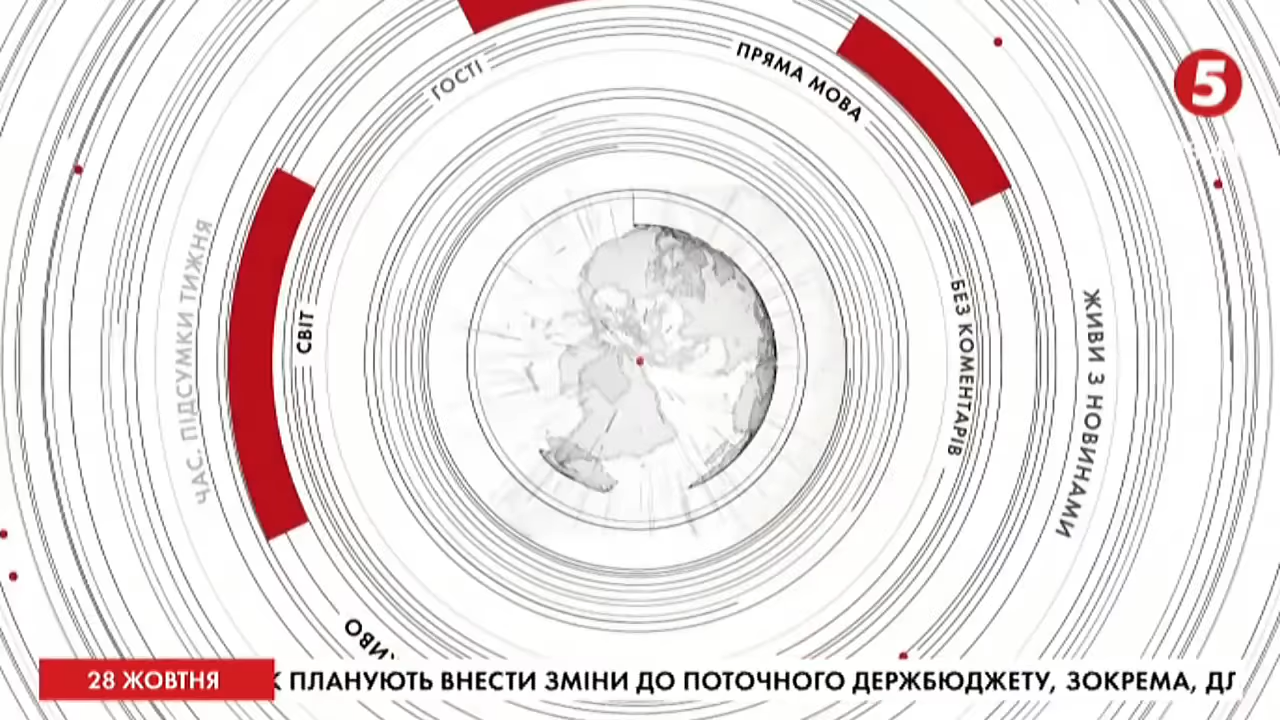 ГОСТІ
ПРЯМА МОВА
5
СВІТ
ЧАС. ПІДСУМКИ ТИЖНЯ
БЕЗ КОМЕНТАРІВ
ЖИВИ З НОВИНАМИ
28 ЖОВТНЯ
ПЛАНУЮТЬ ВНЕСТИ ЗМІНИ ДО ПОТОЧНОГО ДЕРЖБЮДЖЕТУ, ЗОКРЕМА,